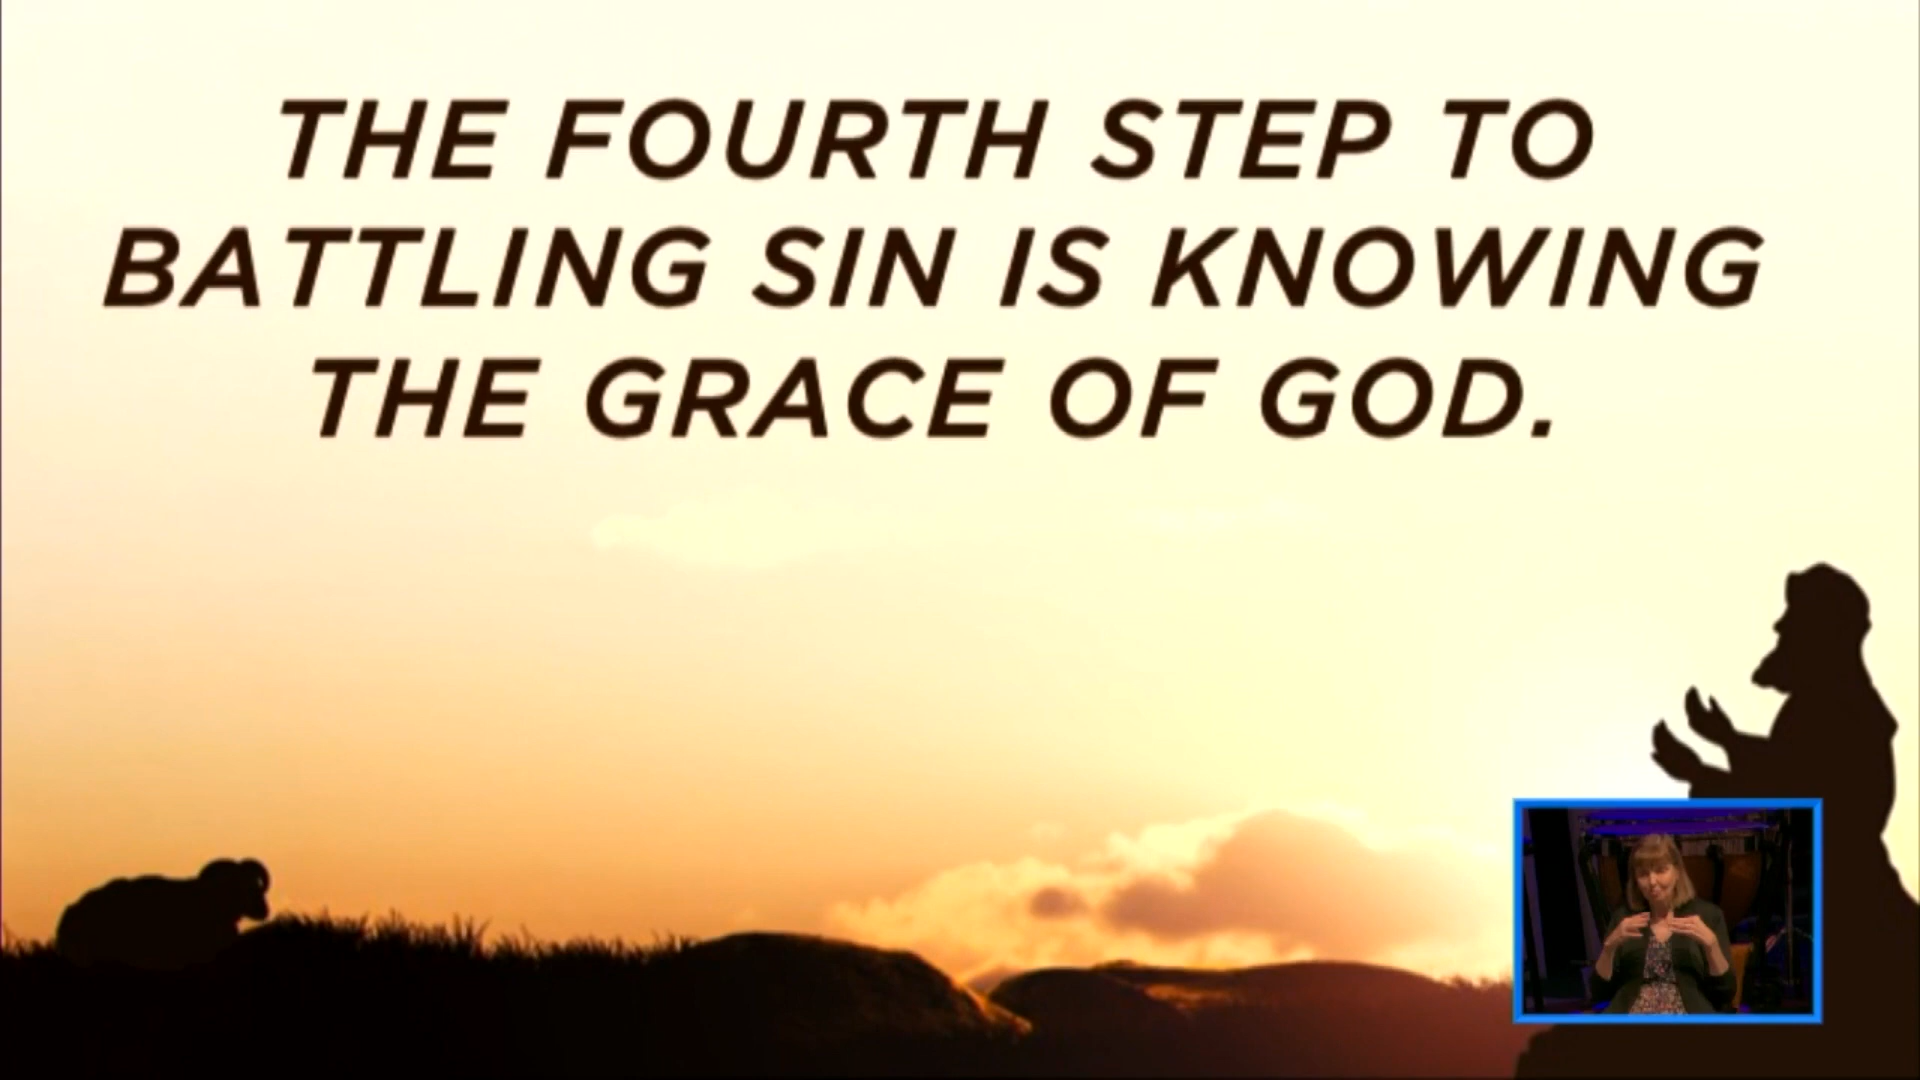 THE FOURTH STEP TO
BATTLING SIN IS KNOWING
THE GRACE OF GOD.